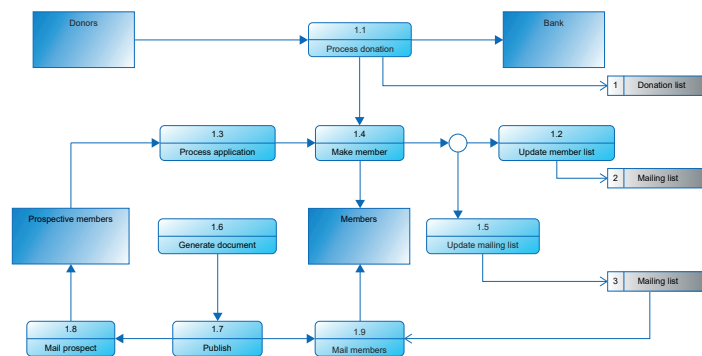 Donors
1.1
Process donation
Bank
1 Donation list
1.3
Process application
1.4
Make member
1.2
Update member list
2 Mailing list
Prospective members
1.6
Generate document
Members
1.5
Update mailing list
3 Mailing list
1.8
Mail prospect
1.7
Publish
1.9
Mail members